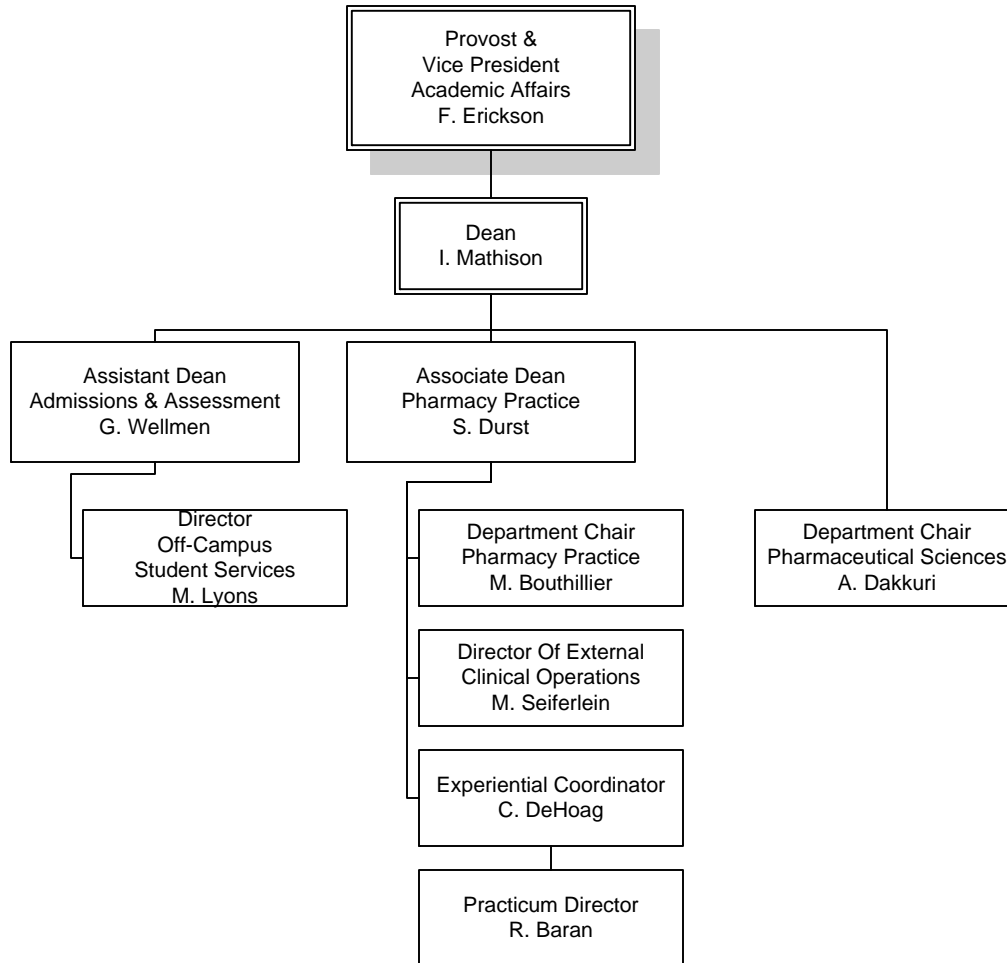 Provost &
Vice President
Academic Affairs
F. Erickson
Dean
I. Mathison
Assistant Dean
Admissions & Assessment
G. Wellmen
Associate Dean
Pharmacy Practice
S. Durst
Director
Off-Campus
Student Services
M. Lyons
Department Chair
Pharmacy Practice
M. Bouthillier
Department Chair
Pharmaceutical Sciences
A. Dakkuri
Director Of External
Clinical Operations
M. Seiferlein
Experiential Coordinator
C. DeHoag
Practicum Director
R. Baran